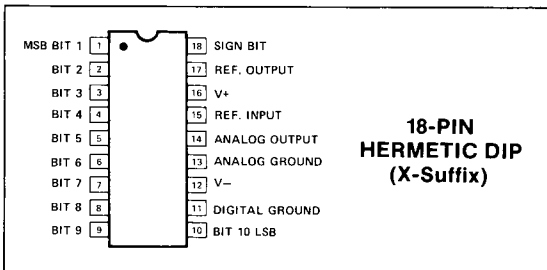 MSB BIT 1 1 18 SIGN BIT
BIT 2 2 17 REF. OUTPUT
BIT 3 3 16 V+
BIT 4 4 15 REF. INPUT
BIT 5 5 14 ANALOG OUTPUT
BIT 6 6 13 ANALOG GROUND
BIT 7 7 12 V−
BIT 8 8 11 DIGITAL GROUND
BIT 9 9 10 BIT 10 LSB
18-PIN
HERMETIC DIP
(X-Suffix)